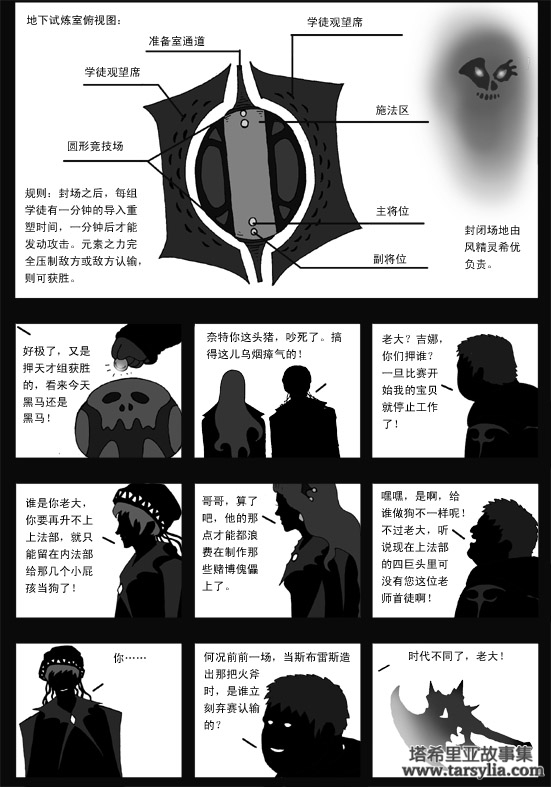 地下试炼室俯视图：
准备室通道
学徒观望席
学徒观望席
施法区
圆形竞技场
主将位
副将位
规则：封场之后，每组
学徒有一分钟的导入重
塑时间，一分钟后才能
发动攻击。元素之力完
全压制敌方或敌方认输，
则可获胜。
封闭场地由
风精灵希优
负责。
好极了，又是
押天才组获胜
的，看来今天
黑马还是
黑马！
奈特你这头猪，吵死了。搞
得这儿乌烟瘴气的！
老大？吉娜，
你们押谁？
一旦比赛开
始我的宝贝
就停止工作
了！
谁是你老大，
你要再升不上
上法部，就只
能留在内法部
给那几个小屁
孩当狗了！
哥哥，算了
吧，他的那
点才能都浪
费在制作那
些赌博傀儡
上了。
嘿嘿，是啊，给
谁做狗不一样呢！
不过老大，听
说现在上法部
的四巨头里可
没有您这位老
师首徒啊！
你……
何况前前一场，当斯布雷斯造
出那把火斧
时，是谁立
刻弃赛认输
的？
时代不同了，老大！
塔希里亚故事集
www.tarsylia.com